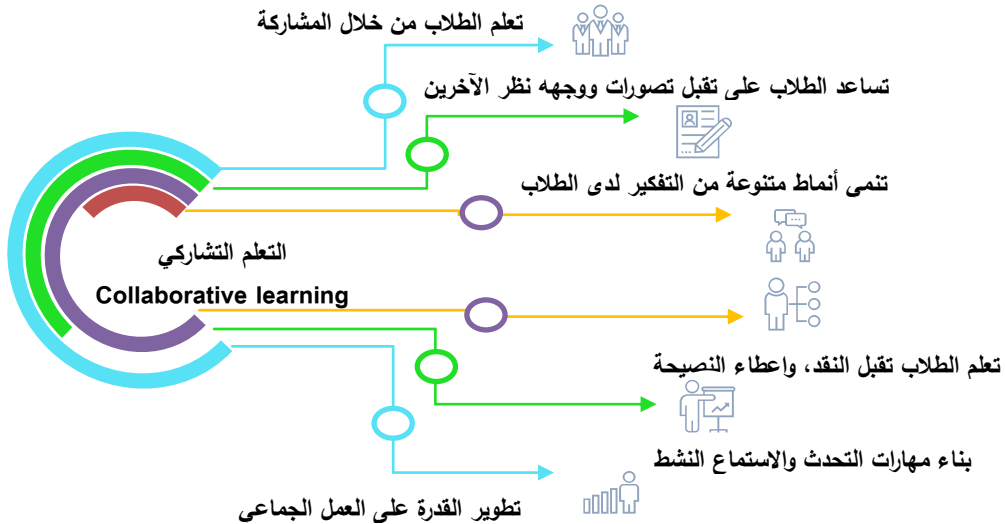 تعلم الطلاب من خلال المشاركة
تساعد الطلاب على تقبل تصورات ووجهه نظر الآخرين
تنمى أنماط متنوعة من التفكير لدى الطلاب
التعلم التشاركي
Collaborative learning
تعلم الطلاب تقبل النقد، واعطاء النصيحة
بناء مهارات التحدث والاستماع النشط
تطوير القدرة على العمل الجماعى